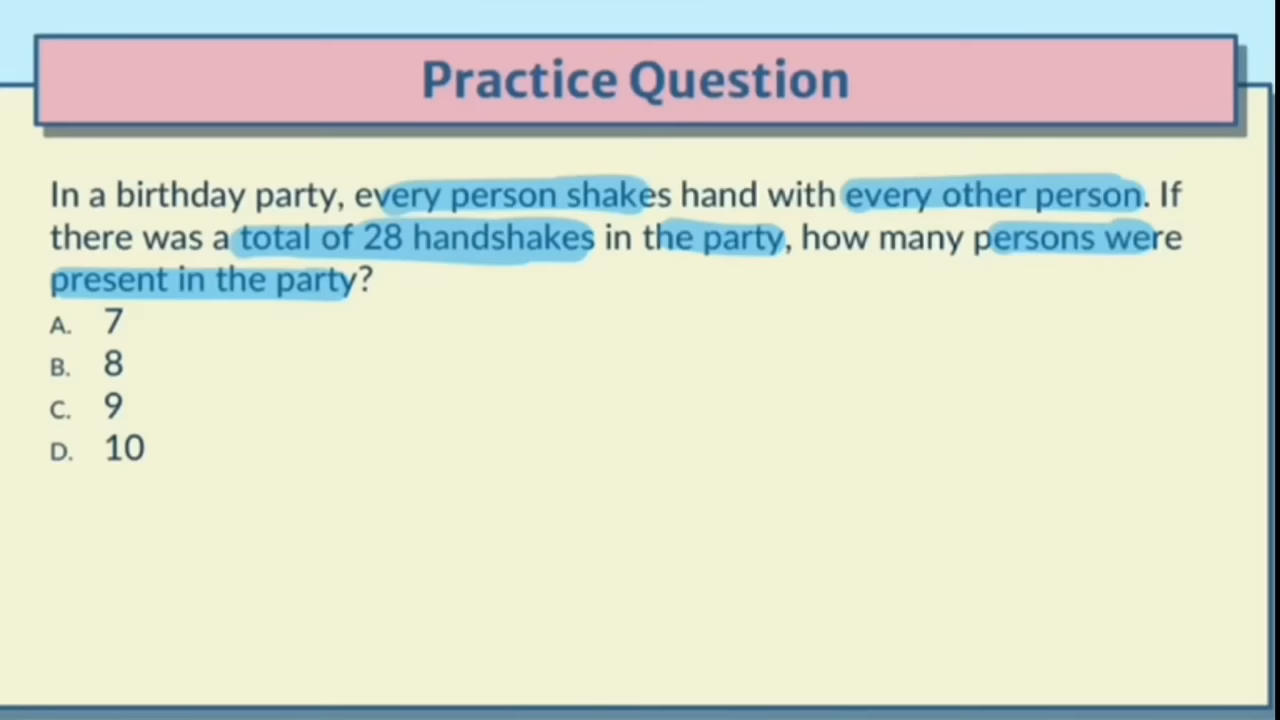 Practice Question
In a birthday party, every person shakes hand with every other person. If
there was a total of 28 handshakes in the party, how many persons were
present in the party?
A. 7
B. 8
C. 9
D. 10